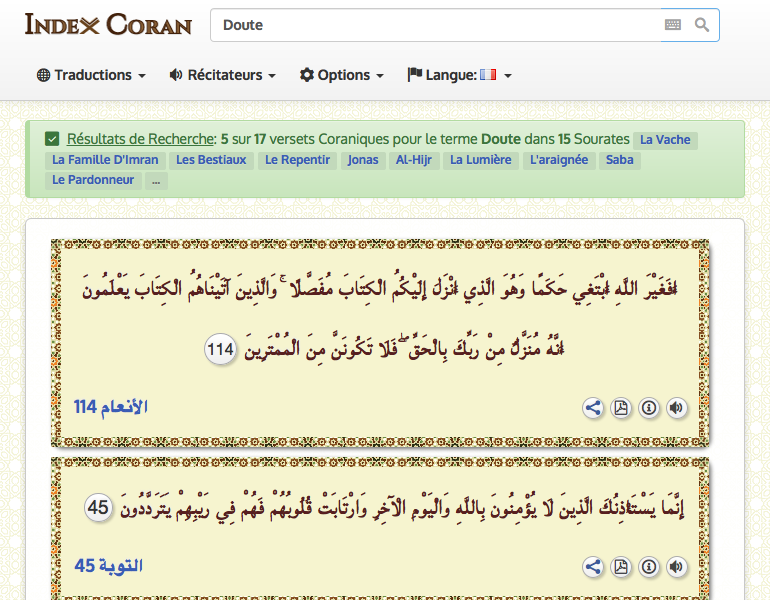 Index Coran
Doute
Traductions Récitateurs Options Langue:
Résultats de Recherche: 5 sur 17 versets Coraniques pour le terme Doute dans 15 Sourates La Vache
La Famille D'Imran Les Bestiaux Le Repentir Jonas Al-Hijr La Lumière L'araignée Saba
Le Pardonneur ...
أَفَغَيْرَ اللَّهِ أَبْتَغِي حَكَمًا وَهُوَ الَّذِي أَنْزَلَ إِلَيْكُمُ الْكِتَابَ مُفَصَّلًا ۚ وَالَّذِينَ آتَيْنَاهُمُ الْكِتَابَ يَعْلَمُونَ
أَنَّهُ مُنَزَّلٌ مِنْ رَبِّكَ بِالْحَقِّ ۖ فَلَا تَكُونَنَّ مِنَ الْمُمْتَرِينَ 114
الأنعام 114
إِنَّمَا يَسْتَأْذِنُكَ الَّذِينَ لَا يُؤْمِنُونَ بِاللَّهِ وَالْيَوْمِ الْآخِرِ وَارْتَابَتْ قُلُوبُهُمْ فَهُمْ فِي رَيْبِهِمْ يَتَرَدَّدُونَ 45
التوبة 45